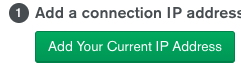 1 Add a connection IP address
Add Your Current IP Address